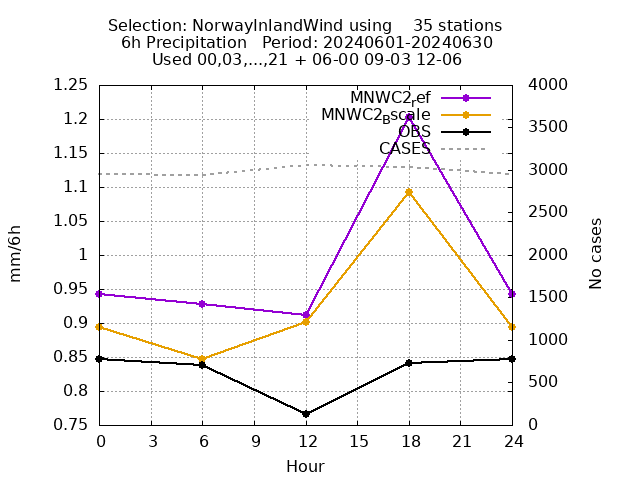 Selection: NorwayInlandWind using    35 stations
6h Precipitation   Period: 20240601-20240630
Used 00,03,...,21 + 06-00 09-03 12-06
1.25
1.2
1.15
1.1
1.05
1
0.95
0.9
0.85
0.8
0.75
4000
3500
3000
2500
2000
1500
1000
500
0
MNWC2_ref
MNWC2_Bscale
OBS
CASES
mm/6h
No cases
0 3 6 9 12 15 18 21 24
Hour